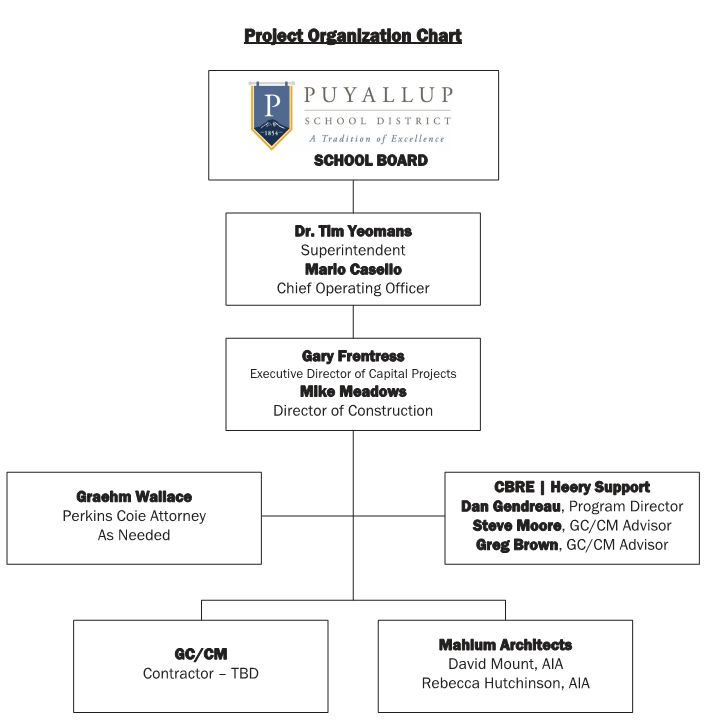 Project Organization Chart
P
1854
PUYALLUP
SCHOOL DISTRICT
A Tradition of Excellence
SCHOOL BOARD
Dr. Tim Yeomans
Superintendent
Mario Casello
Chief Operating Officer
Gary Frentress
Executive Director of Capital Projects
Mike Meadows
Director of Construction
Graehm Wallace
Perkins Coie Attorney
As Needed
CBRE | Heery Support
Dan Gendreau, Program Director
Steve Moore, GC/CM Advisor
Greg Brown, GC/CM Advisor
GC/CM
Contractor – TBD
Mahlum Architects
David Mount, AIA
Rebecca Hutchinson, AIA